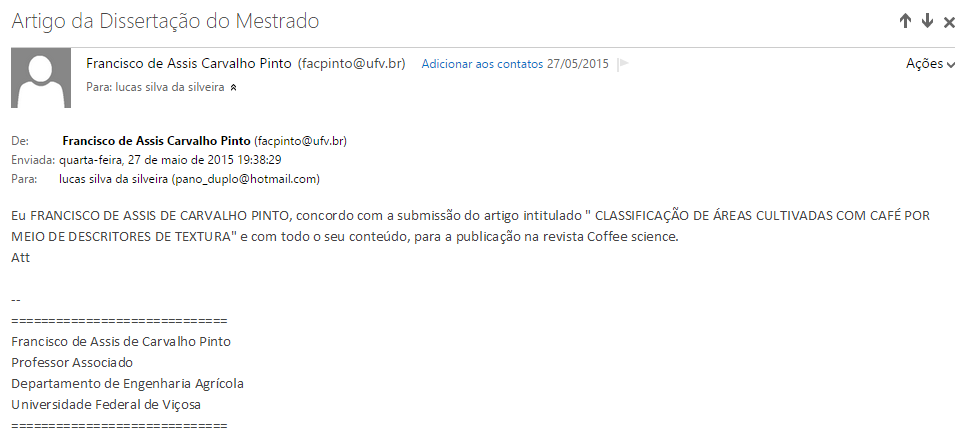 Artigo da Dissertação do Mestrado
Francisco de Assis Carvalho Pinto (facpinto@ufv.br) Adicionar aos contatos 27/05/2015
Ações
Para: lucas silva da silveira
De: Francisco de Assis Carvalho Pinto (facpinto@ufv.br)
Enviada: quarta-feira, 27 de maio de 2015 19:38:29
Para: lucas silva da silveira (pano_duplo@hotmail.com)
Eu FRANCISCO DE ASSIS DE CARVALHO PINTO, concordo com a submissão do artigo intitulado " CLASSIFICAÇÃO DE ÁREAS CULTIVADAS COM CAFÉ POR
MEIO DE DESCRITORES DE TEXTURA" e com todo o seu conteúdo, para a publicação na revista Coffee science.
Att
--
=============================
Francisco de Assis de Carvalho Pinto
Professor Associado
Departamento de Engenharia Agrícola
Universidade Federal de Viçosa
=============================